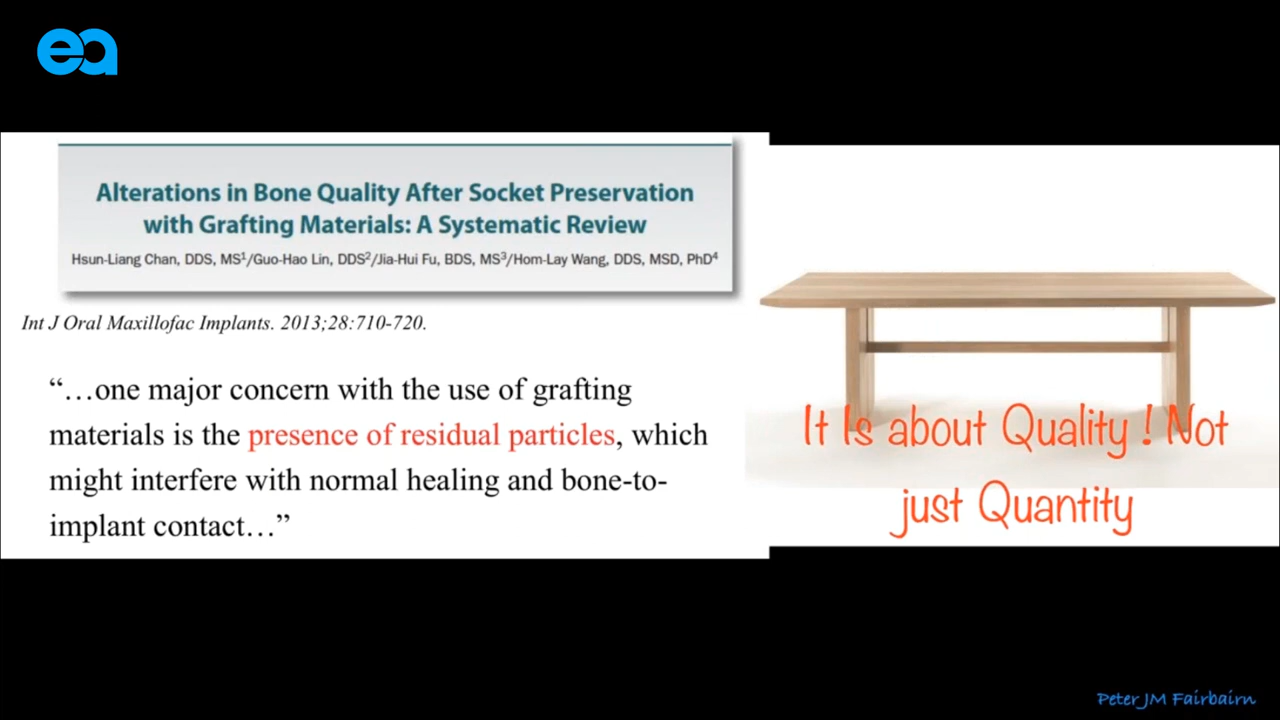 ea
Alterations in Bone Quality After Socket Preservation
with Grafting Materials: A Systematic Review
Hsun-Liang Chan, DDS, MS¹/Guo-Hao Lin, DDS²/Jia-Hui Fu, BDS, MS³/Hom-Lay Wang, DDS, MSD, PhD⁴
Int J Oral Maxillofac Implants. 2013;28:710-720.
“…one major concern with the use of grafting
materials is the presence of residual particles, which
might interfere with normal healing and bone-to-
implant contact…”
It Is about Quality ! Not
just Quantity
Peter JM Fairbairn